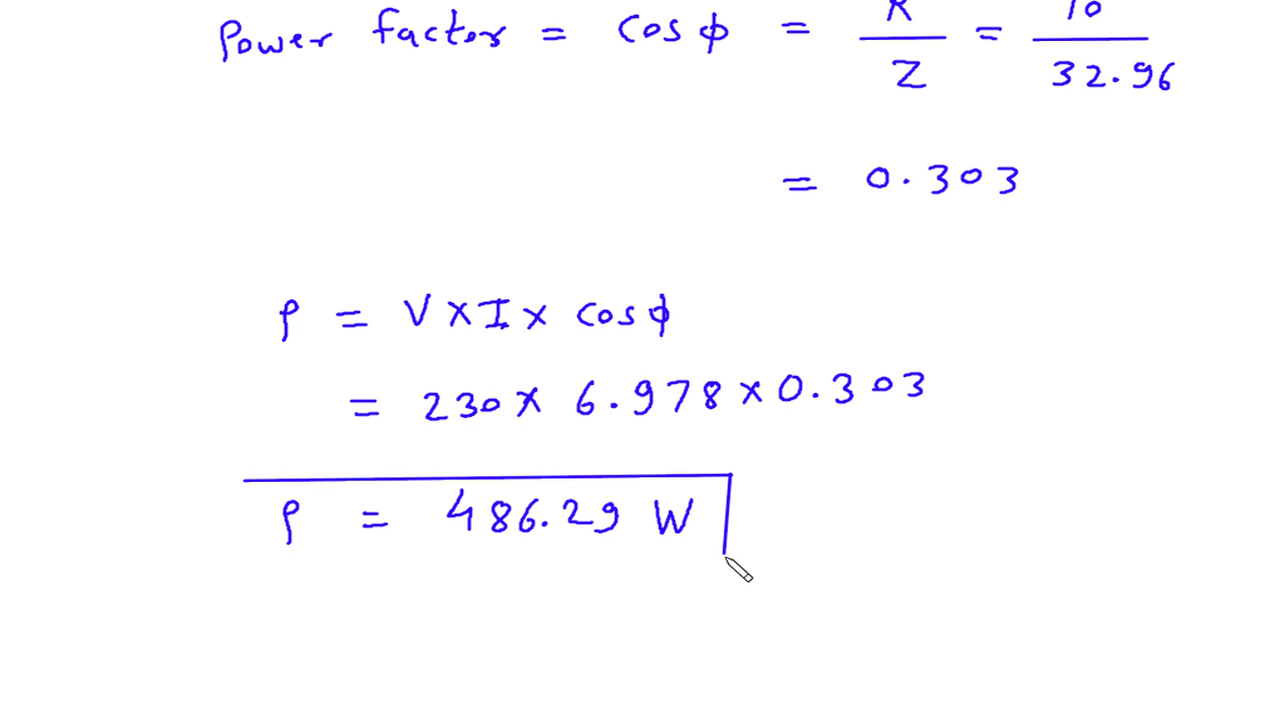 Power factor = cos ϕ = R / Z = 10 / 32.96
= 0.303
P = V × I × cos ϕ
= 230 × 6.978 × 0.303
P = 486.29 W